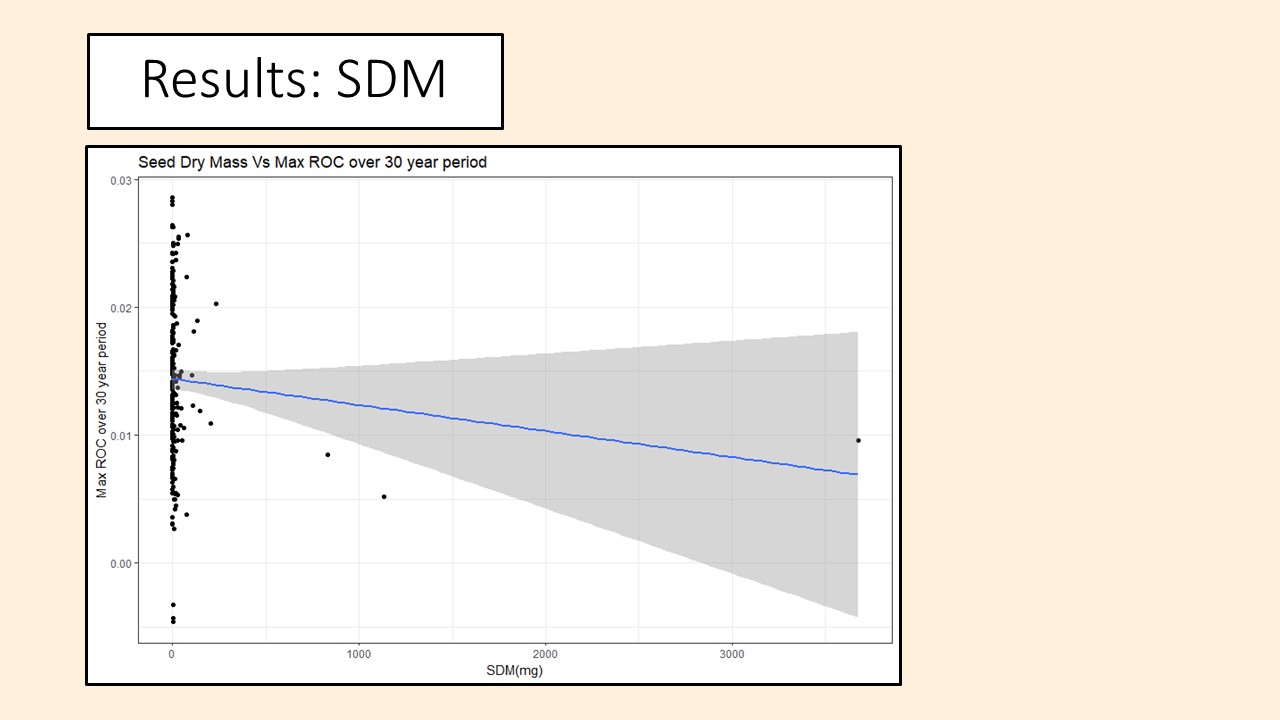 Results: SDM
Seed Dry Mass Vs Max ROC over 30 year period
0.03
0.02
0.01
0.00
Max ROC over 30 year period
0 1000 2000 3000
SDM(mg)